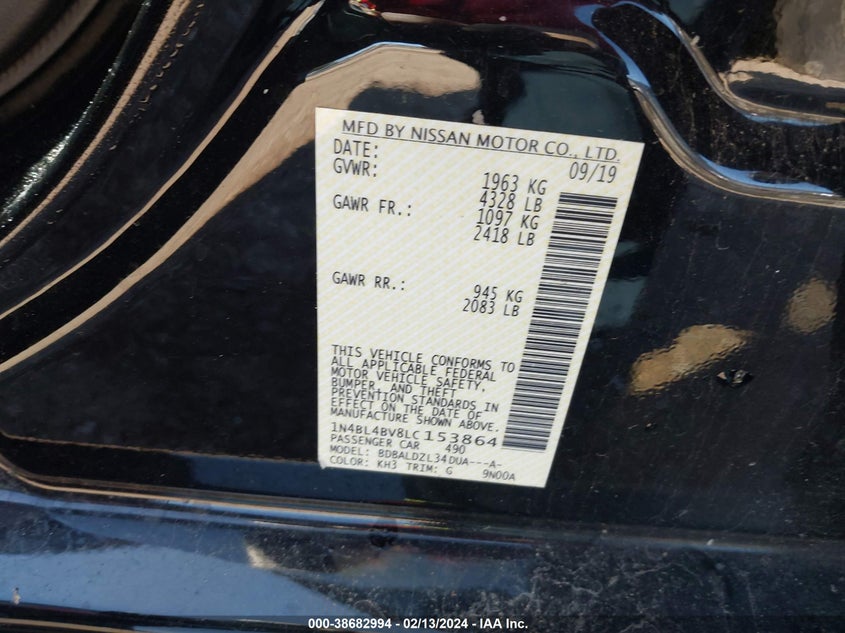 MFD BY NISSAN MOTOR CO., LTD.
DATE: 09/19
GVWR: 1963 KG
4328 LB
GAWR FR.: 1097 KG
2418 LB
GAWR RR.: 945 KG
2083 LB
THIS VEHICLE CONFORMS TO
ALL APPLICABLE FEDERAL
MOTOR VEHICLE SAFETY,
BUMPER, AND THEFT
PREVENTION STANDARDS IN
EFFECT ON THE DATE OF
MANUFACTURE SHOWN ABOVE.
1N4BL4BV8LC153864
PASSENGER CAR 490
MODEL: BDBALDZL34DUA---A-
COLOR: KH3 TRIM: G 9N00A
000-38682994 — 02/13/2024 — IAA Inc.